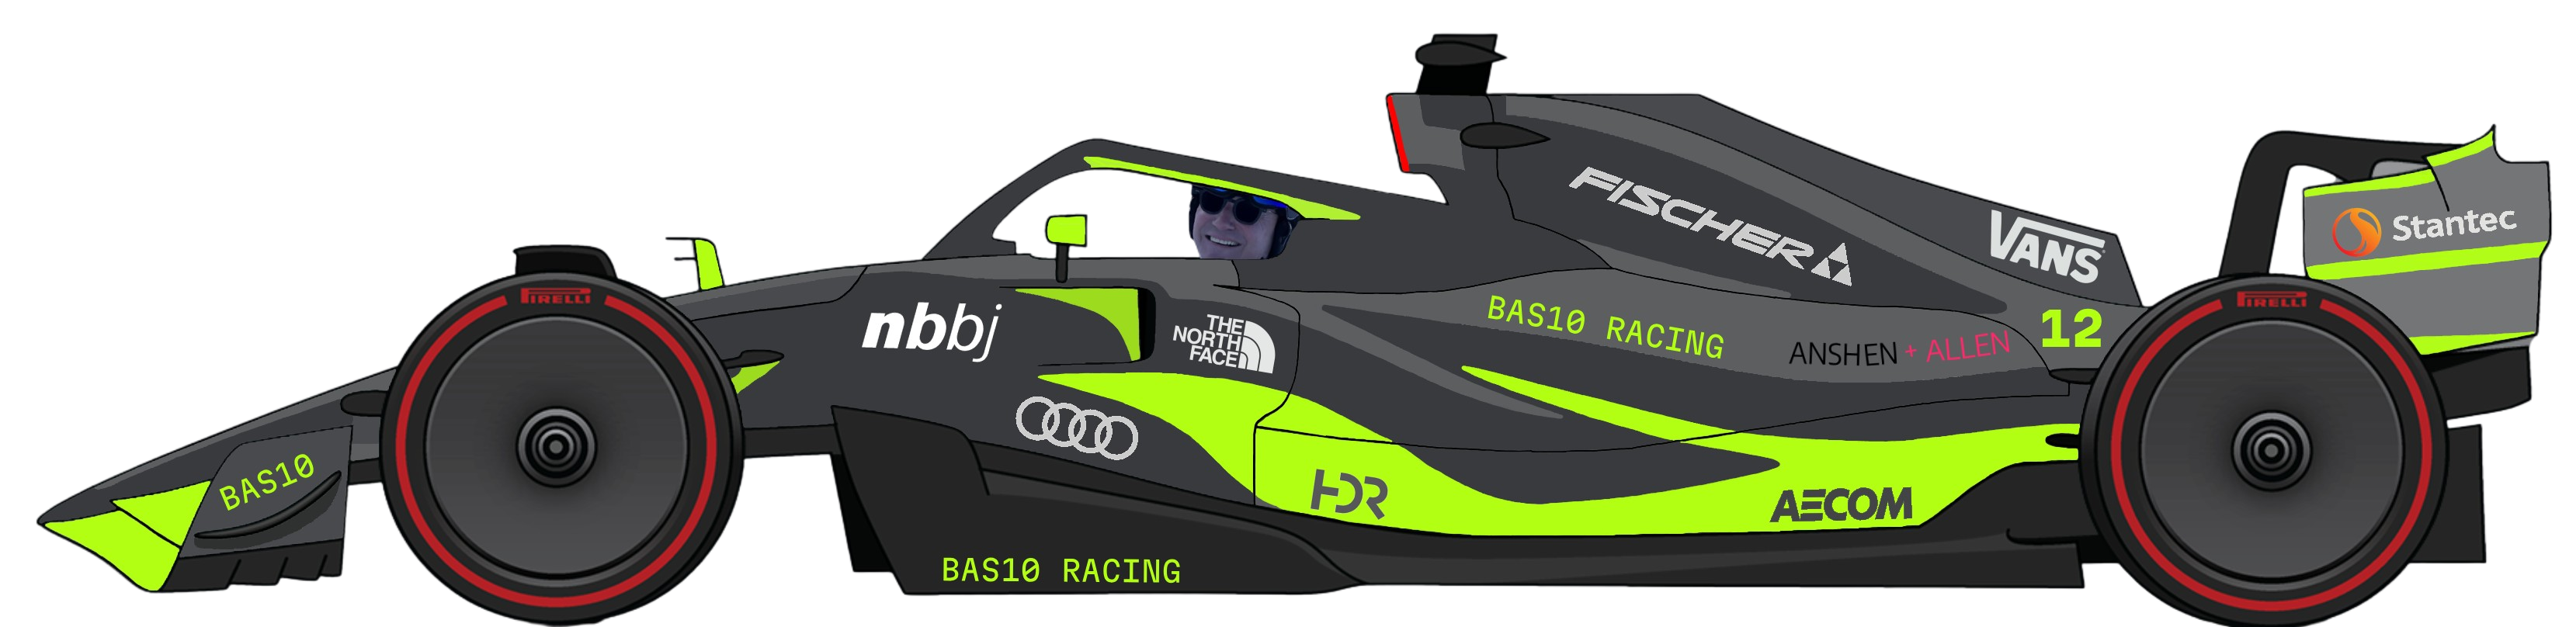 PIRELLI
BAS10
nbbj
THE
NORTH
FACE
FISCHER
VANS
BAS10 RACING
ANSHEN + ALLEN
12
Stantec
PIRELLI
HDR
AECOM
BAS10 RACING